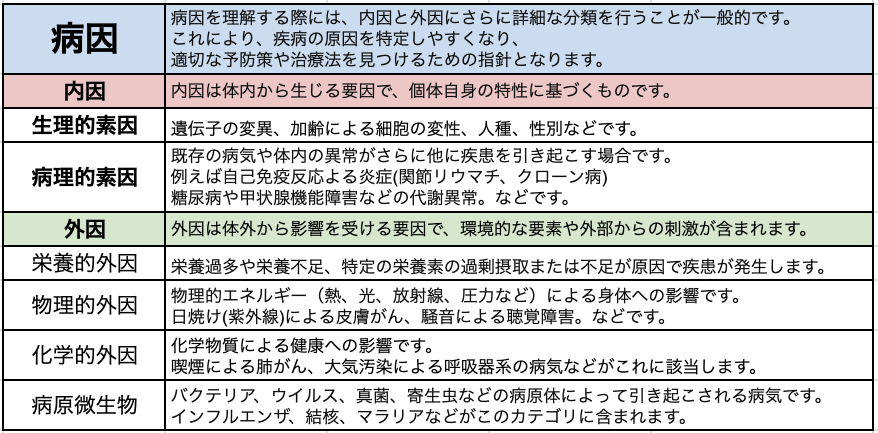 病因
病因を理解する際には、内因と外因にさらに詳細な分類を行うことが一般的です。
これにより、疾病の原因を特定しやすくなり、
適切な予防策や治療法を見つけるための指針となります。
内因
内因は体内から生じる要因で、個体自身の特性に基づくものです。
生理的素因
遺伝子の変異、加齢による細胞の変性、人種、性別などです。
病理的素因
既存の病気や体内の異常がさらに他に疾患を引き起こす場合です。
例えば自己免疫反応よる炎症(関節リウマチ、クローン病)
糖尿病や甲状腺機能障害などの代謝異常。などです。
外因
外因は体外から影響を受ける要因で、環境的な要素や外部からの刺激が含まれます。
栄養的外因
栄養過多や栄養不足、特定の栄養素の過剰摂取または不足が原因で疾患が発生します。
物理的外因
物理的エネルギー（熱、光、放射線、圧力など）による身体への影響です。
日焼け(紫外線)による皮膚がん、騒音による聴覚障害。などです。
化学的外因
化学物質による健康への影響です。
喫煙による肺がん、大気汚染による呼吸器系の病気などがこれに該当します。
病原微生物
バクテリア、ウイルス、真菌、寄生虫などの病原体によって引き起こされる病気です。
インフルエンザ、結核、マラリアなどがこのカテゴリに含まれます。